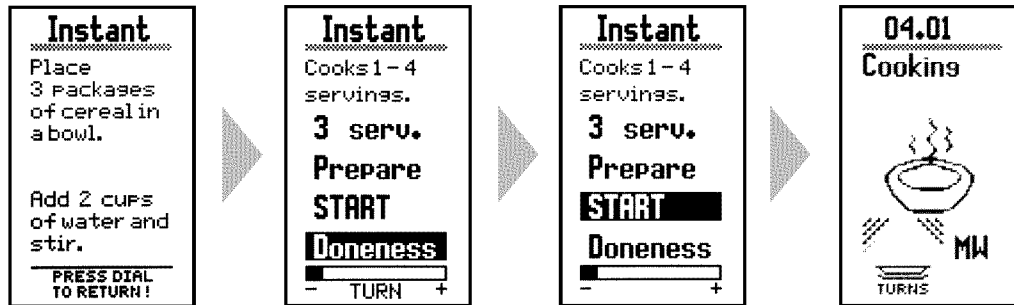 Instant
Place
3 packages
of cereal in
a bowl.
Add 2 cups
of water and
stir.
PRESS DIAL
TO RETURN!
Instant
Cooks 1 - 4
servings.
3 serv.
Prepare
START
Doneness
- TURN +
Instant
Cooks 1 - 4
servings.
3 serv.
Prepare
START
Doneness
- +
04.01
Cooking
MW
TURNS